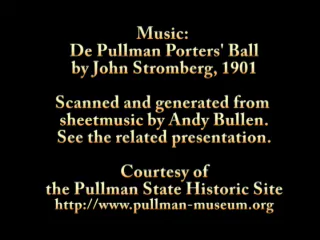 Music:
De Pullman Porters' Ball
by John Stromberg, 1901
Scanned and generated from
sheetmusic by Andy Bullen.
See the related presentation.
Courtesy of
the Pullman State Historic Site
http://www.pullman-museum.org